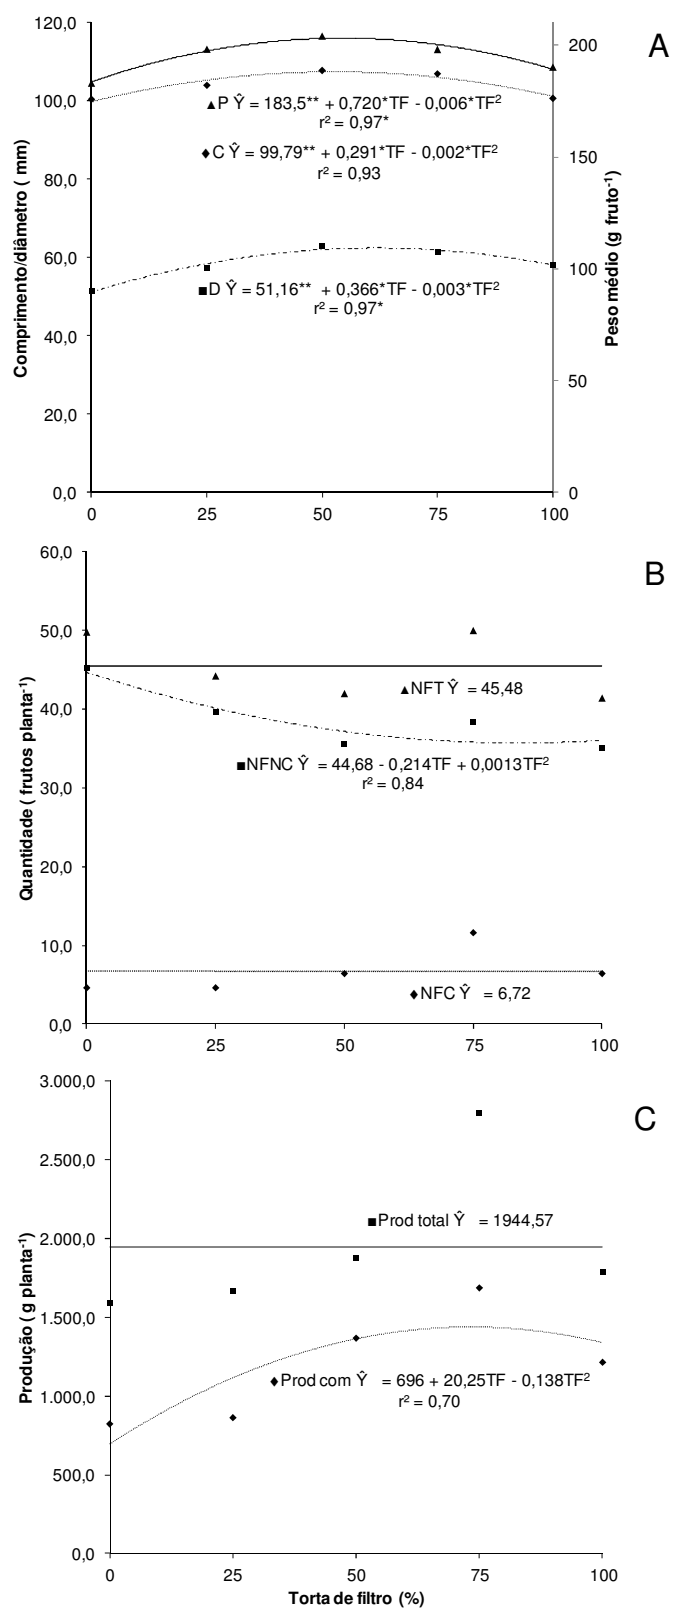 A
120,0
100,0
80,0
60,0
40,0
20,0
0,0
Comprimento/diâmetro ( mm)
200
150
100
50
0
Peso médio (g fruto-1)
▲P Ŷ = 183,5** + 0,720*TF - 0,006*TF²
r² = 0,97*
◆C Ŷ = 99,79** + 0,291*TF - 0,002*TF²
r² = 0,93
■D Ŷ = 51,16** + 0,366*TF - 0,003*TF²
r² = 0,97*
0 25 50 75 100
B
60,0
50,0
40,0
30,0
20,0
10,0
0,0
Quantidade ( frutos planta-1)
▲NFT Ŷ = 45,48
■NFNC Ŷ = 44,68 - 0,214TF + 0,0013TF²
r² = 0,84
◆NFC Ŷ = 6,72
0 25 50 75 100
C
3.000,0
2.500,0
2.000,0
1.500,0
1.000,0
500,0
0,0
Produção ( g planta-1)
■Prod total Ŷ = 1944,57
◆Prod com Ŷ = 696 + 20,25TF - 0,138TF²
r² = 0,70
0 25 50 75 100
Torta de filtro (%)